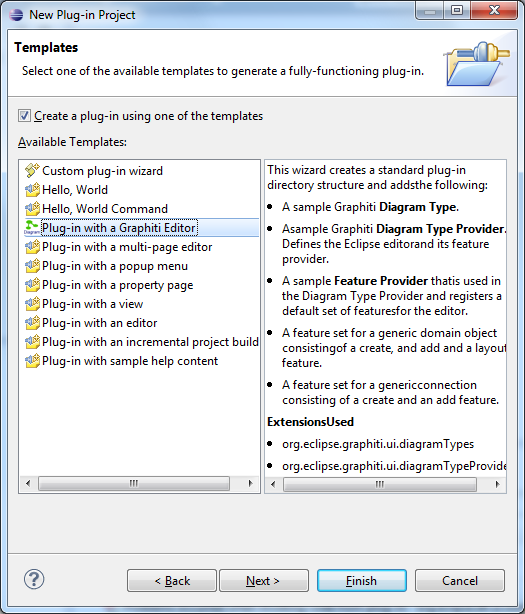 New Plug-in Project
Templates
Select one of the available templates to generate a fully-functioning plug-in.
Create a plug-in using one of the templates
Available Templates:
Custom plug-in wizard
Hello, World
Hello, World Command
Plug-in with a Graphiti Editor
Plug-in with a multi-page editor
Plug-in with a popup menu
Plug-in with a property page
Plug-in with a view
Plug-in with an editor
Plug-in with an incremental project build
Plug-in with sample help content
This wizard creates a standard plug-in
directory structure and addsthe following:
• A sample Graphiti Diagram Type.
• Asample Graphiti Diagram Type Provider.
Defines the Eclipse editorand its feature
provider.
• A sample Feature Provider thatis used in
the Diagram Type Provider and registers a
default set of featuresfor the editor.
• A feature set for a generic domain object
consistingof a create, and add and a layout
feature.
• A feature set for a genericconnection
consisting of a create and an add feature.
ExtensionsUsed
• org.eclipse.graphiti.ui.diagramTypes
• org.eclipse.graphiti.ui.diagramTypeProvide
?
< Back
Next >
Finish
Cancel